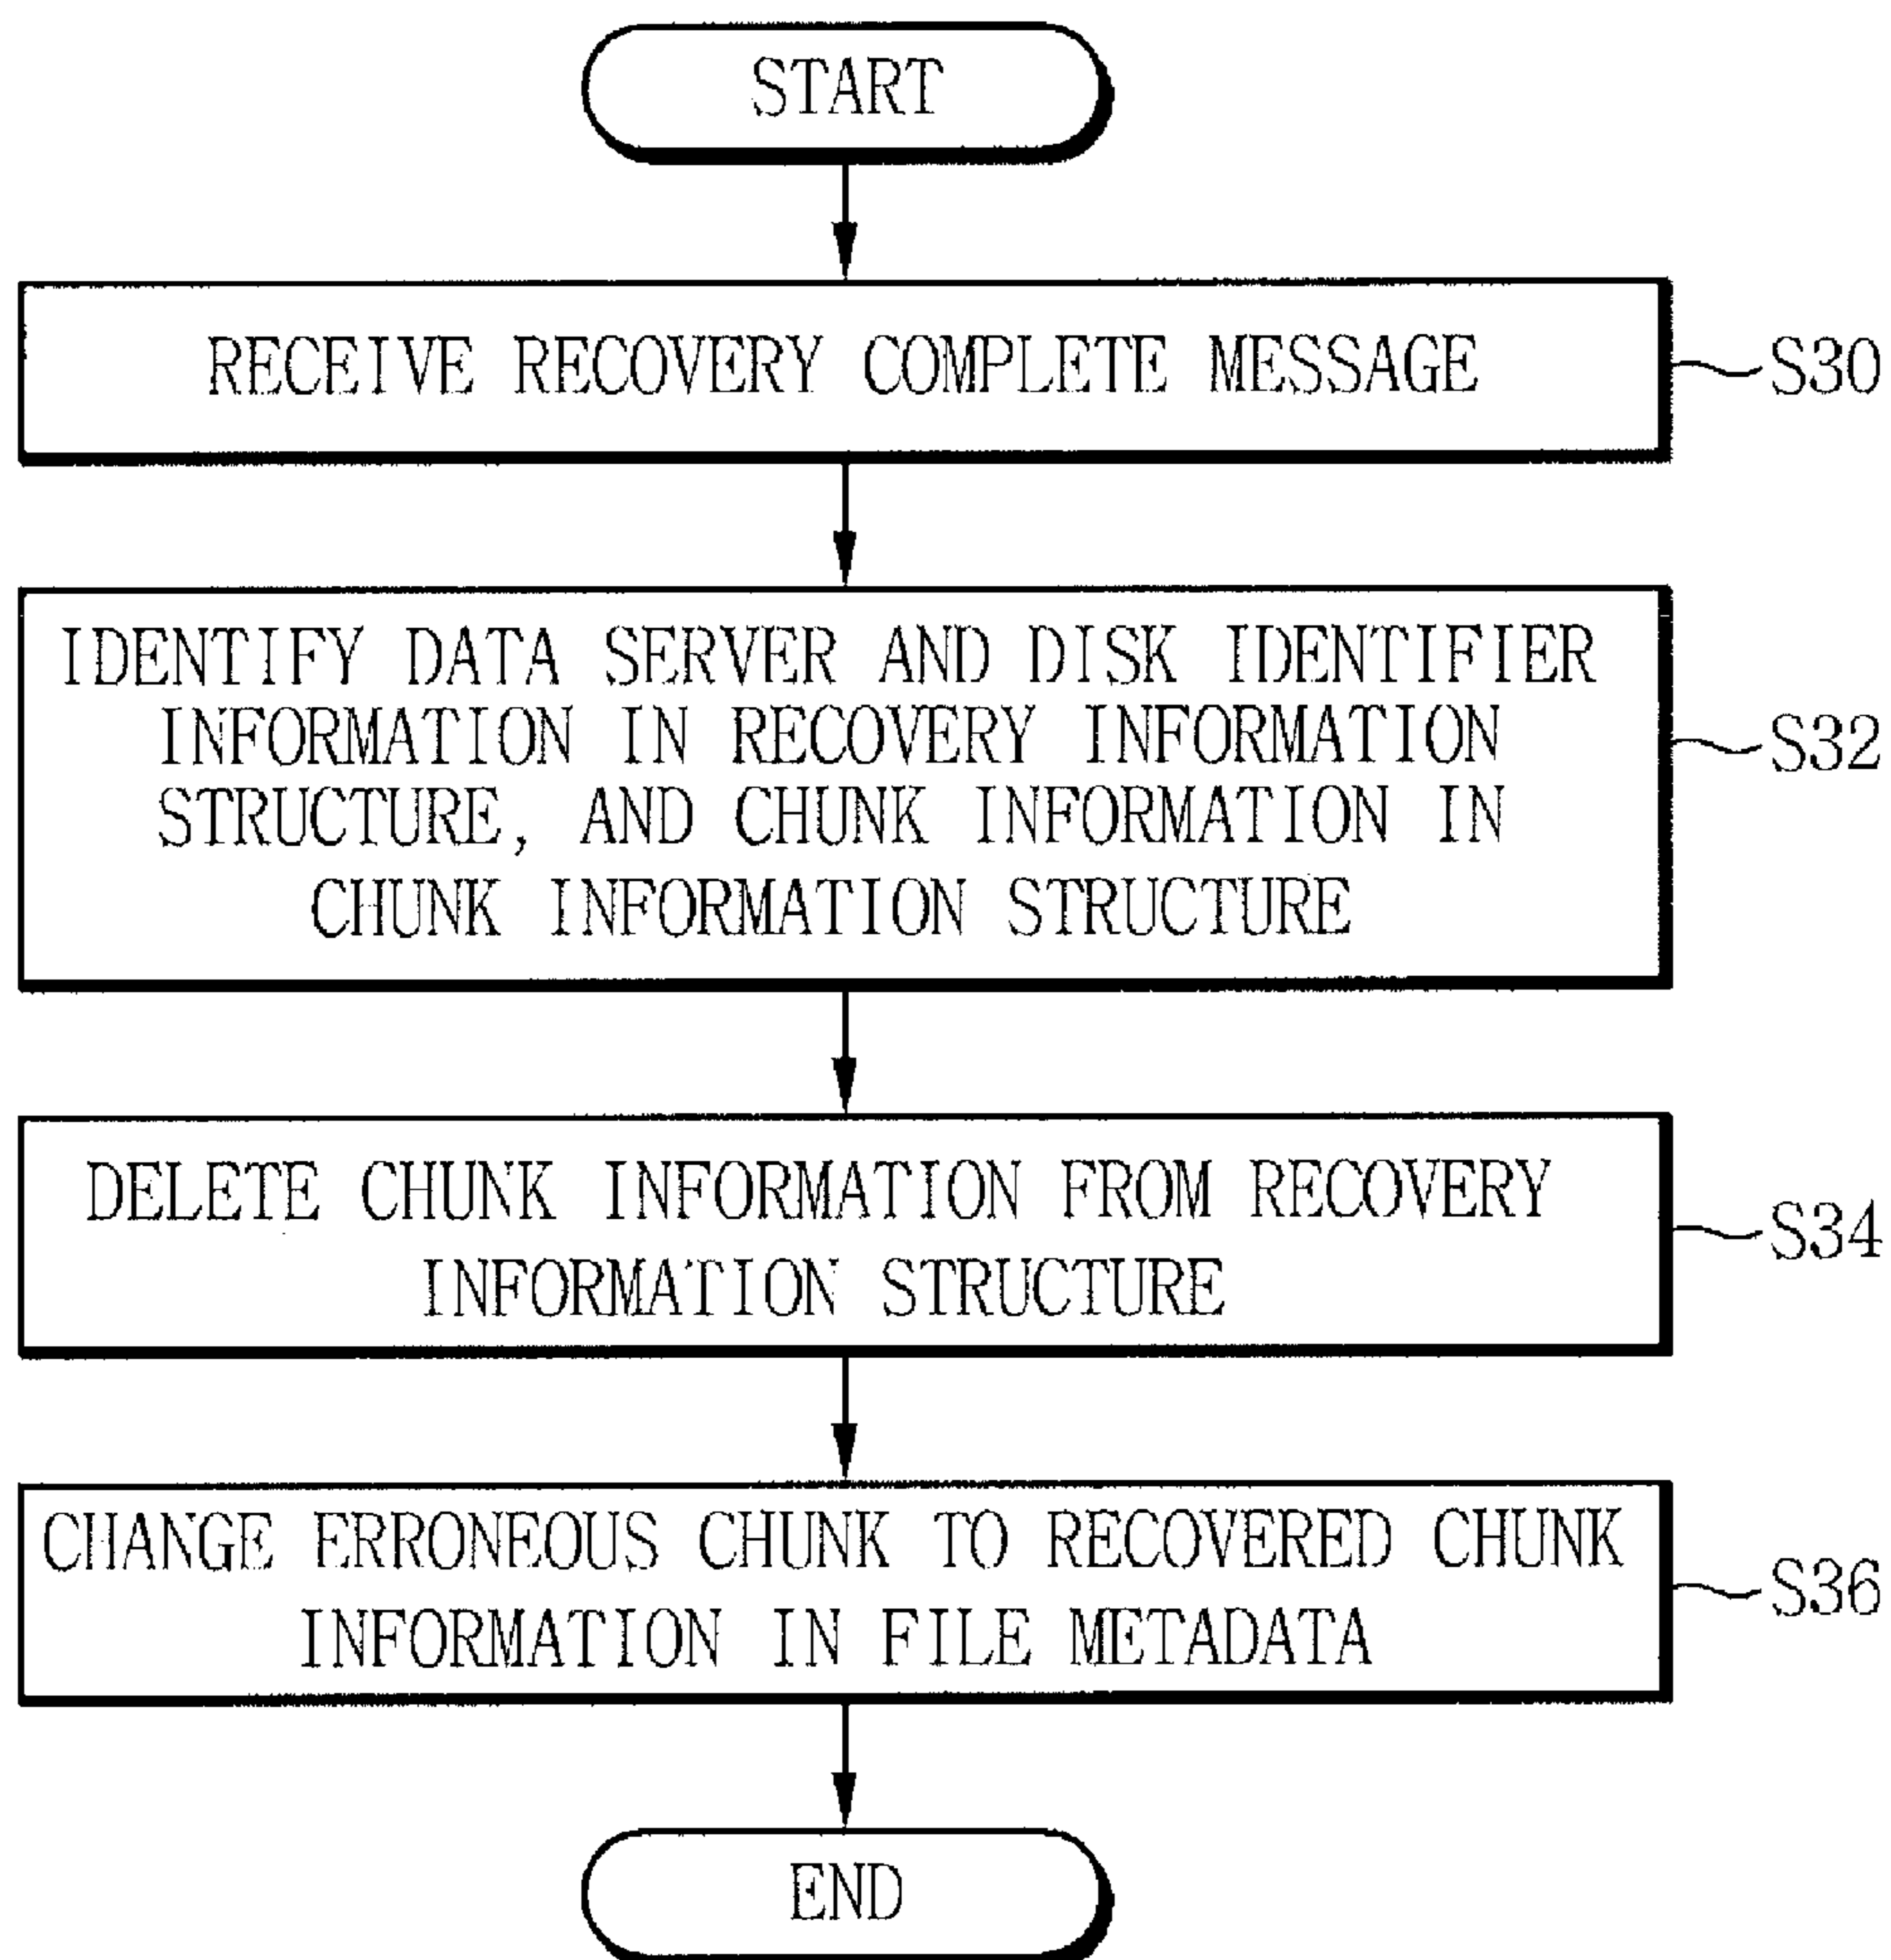 START
RECEIVE RECOVERY COMPLETE MESSAGE
S30
IDENTIFY DATA SERVER AND DISK IDENTIFIER
INFORMATION IN RECOVERY INFORMATION
STRUCTURE, AND CHUNK INFORMATION IN
CHUNK INFORMATION STRUCTURE
S32
DELETE CHUNK INFORMATION FROM RECOVERY
INFORMATION STRUCTURE
S34
CHANGE ERRONEOUS CHUNK TO RECOVERED CHUNK
INFORMATION IN FILE METADATA
S36
END